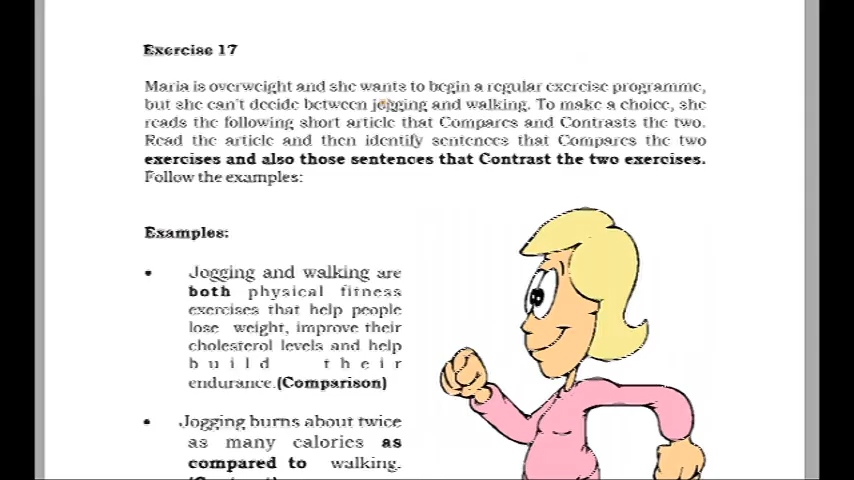 Exercise 17
Maria is overweight and she wants to begin a regular exercise programme,
but she can't decide between jogging and walking. To make a choice, she
reads the following short article that Compares and Contrasts the two.
Read the article and then identify sentences that Compares the two
exercises and also those sentences that Contrast the two exercises.
Follow the examples:
Examples:
• Jogging and walking are
both physical fitness
exercises that help people
lose weight, improve their
cholesterol levels and help
build their
endurance.(Comparison)
• Jogging burns about twice
as many calories as
compared to walking.
(Contrast)